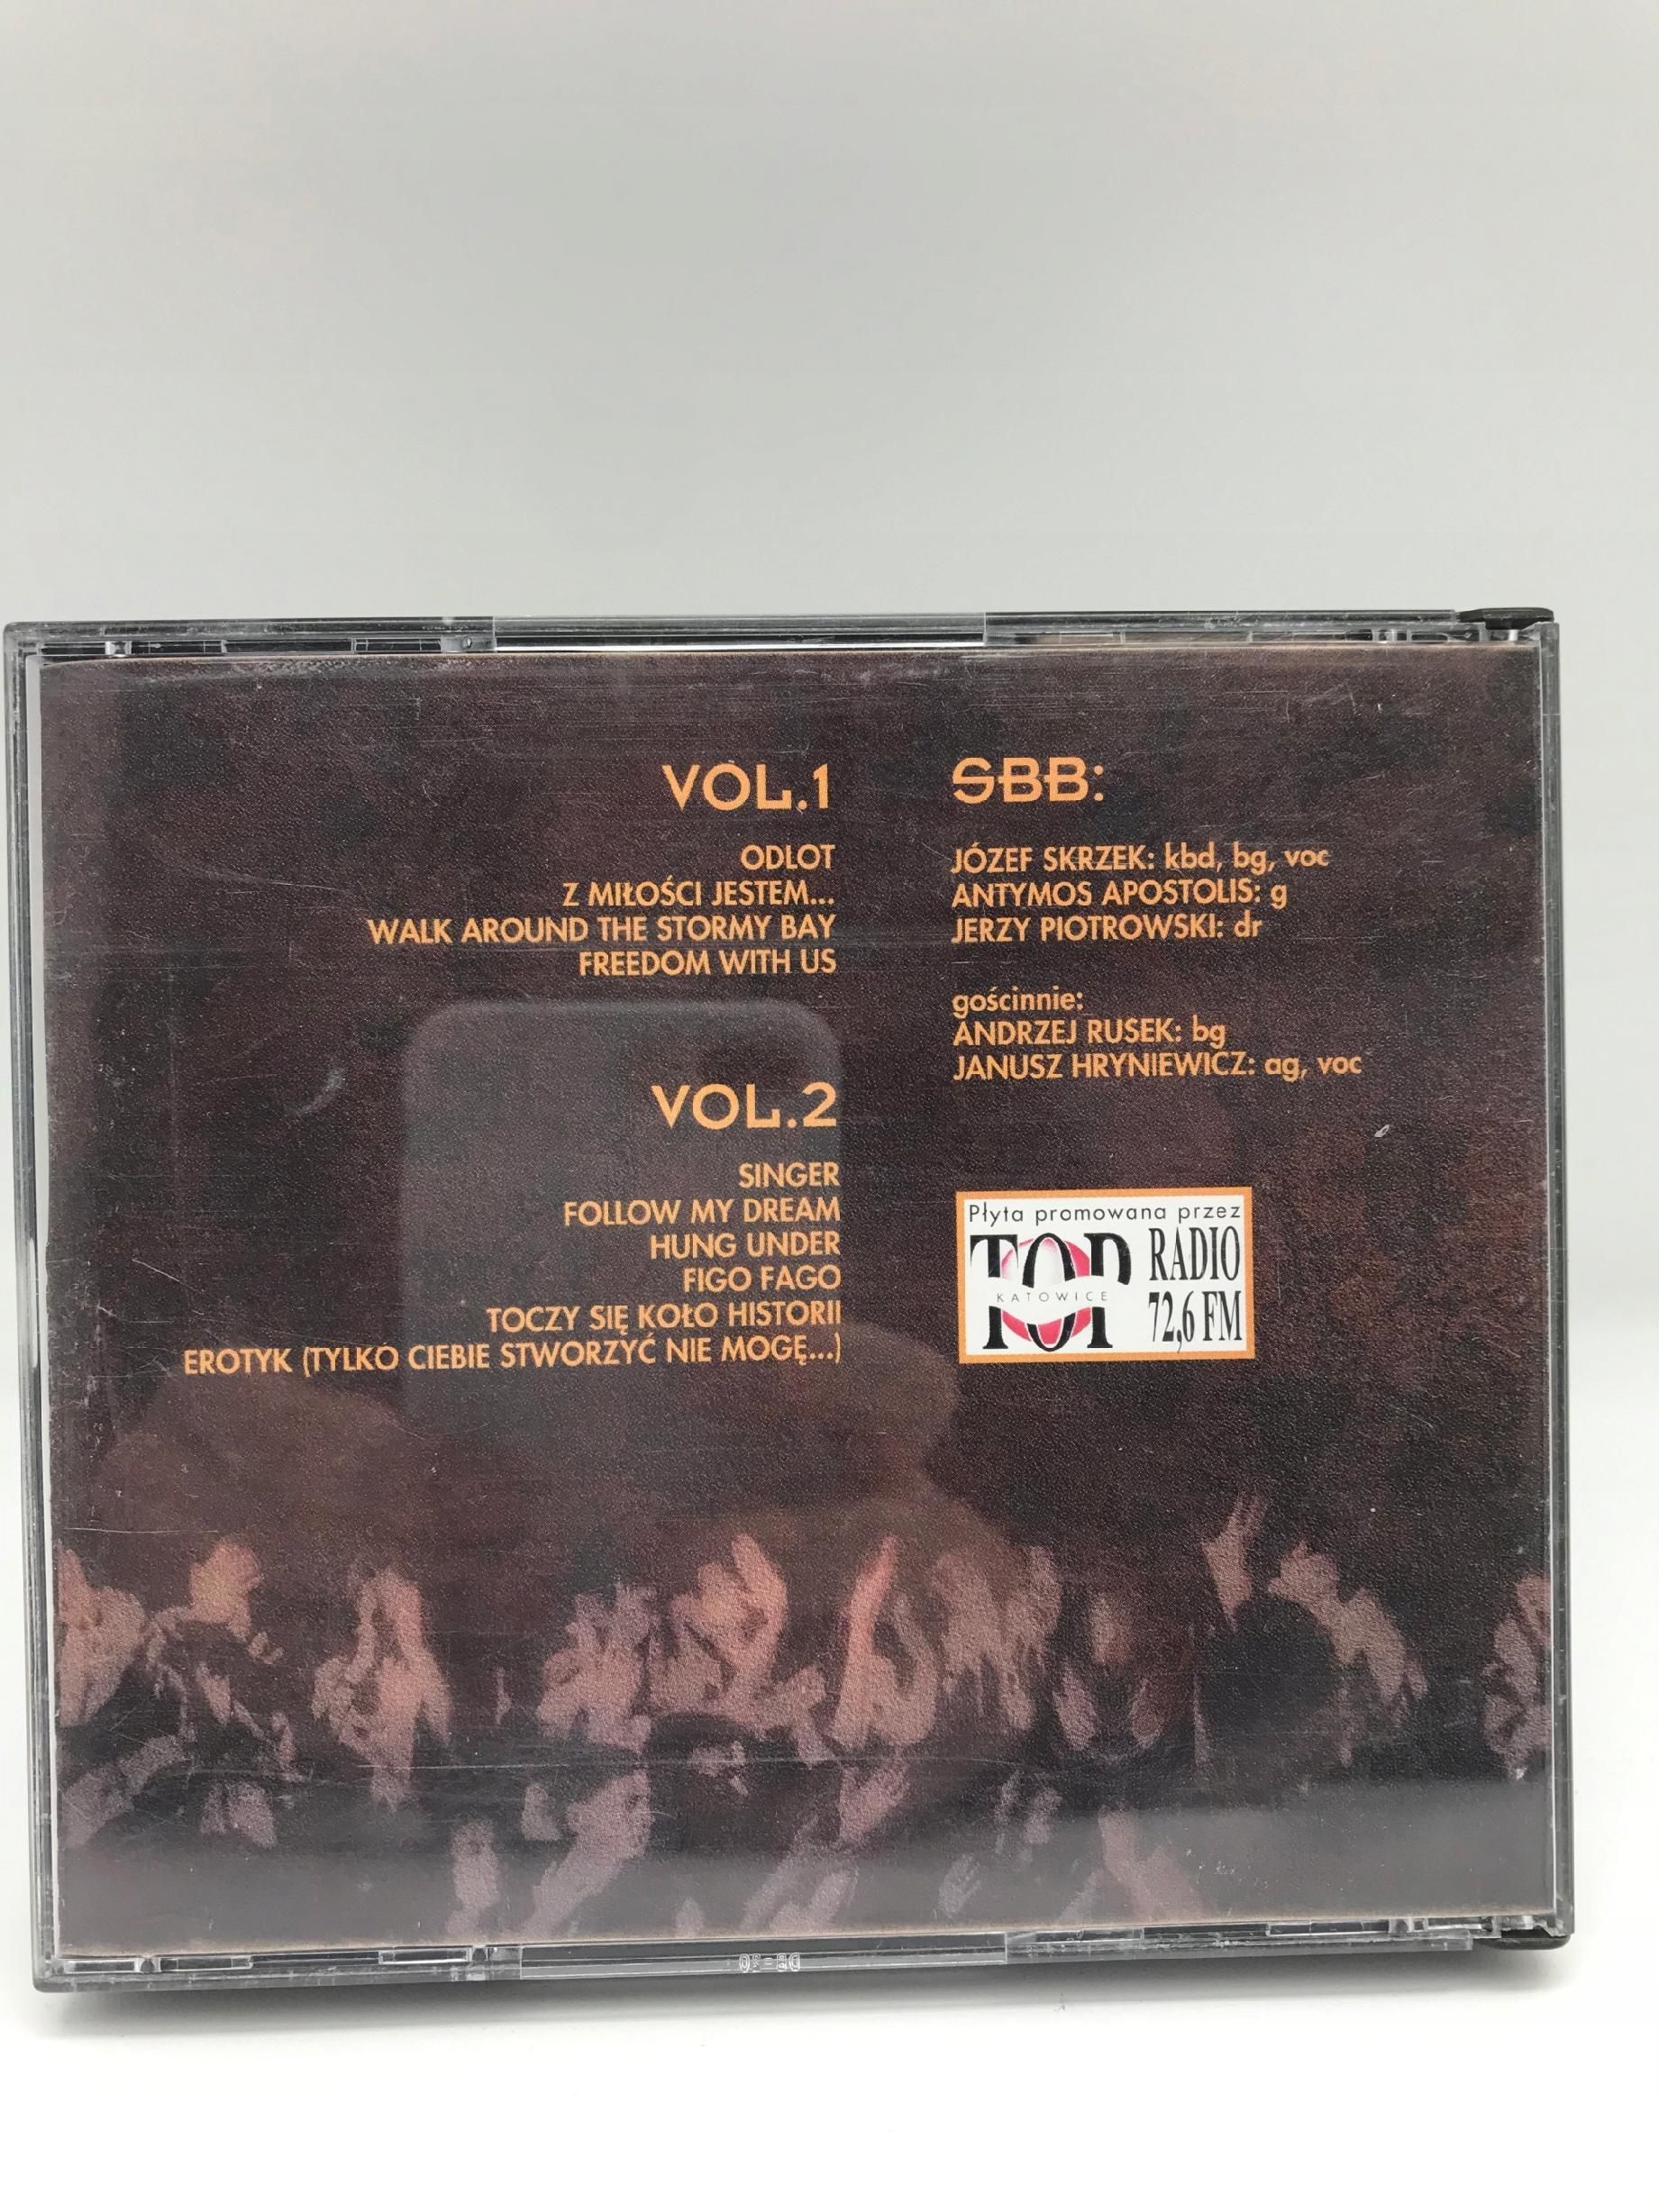 VOL.1
ODLOT
Z MIŁOŚCI JESTEM...
WALK AROUND THE STORMY BAY
FREEDOM WITH US
VOL.2
SINGER
FOLLOW MY DREAM
HUNG UNDER
FIGO FAGO
TOCZY SIĘ KOŁO HISTORII
EROTYK (TYLKO CIEBIE STWORZYĆ NIE MOGĘ...)
SBB:
JÓZEF SKRZEK: kbd, bg, voc
ANTYMOS APOSTOLIS: g
JERZY PIOTROWSKI: dr
gościnnie:
ANDRZEJ RUSEK: bg
JANUSZ HRYNIEWICZ: ag, voc
Płyta promowana przez
TOP
KATOWICE
RADIO
72,6 FM